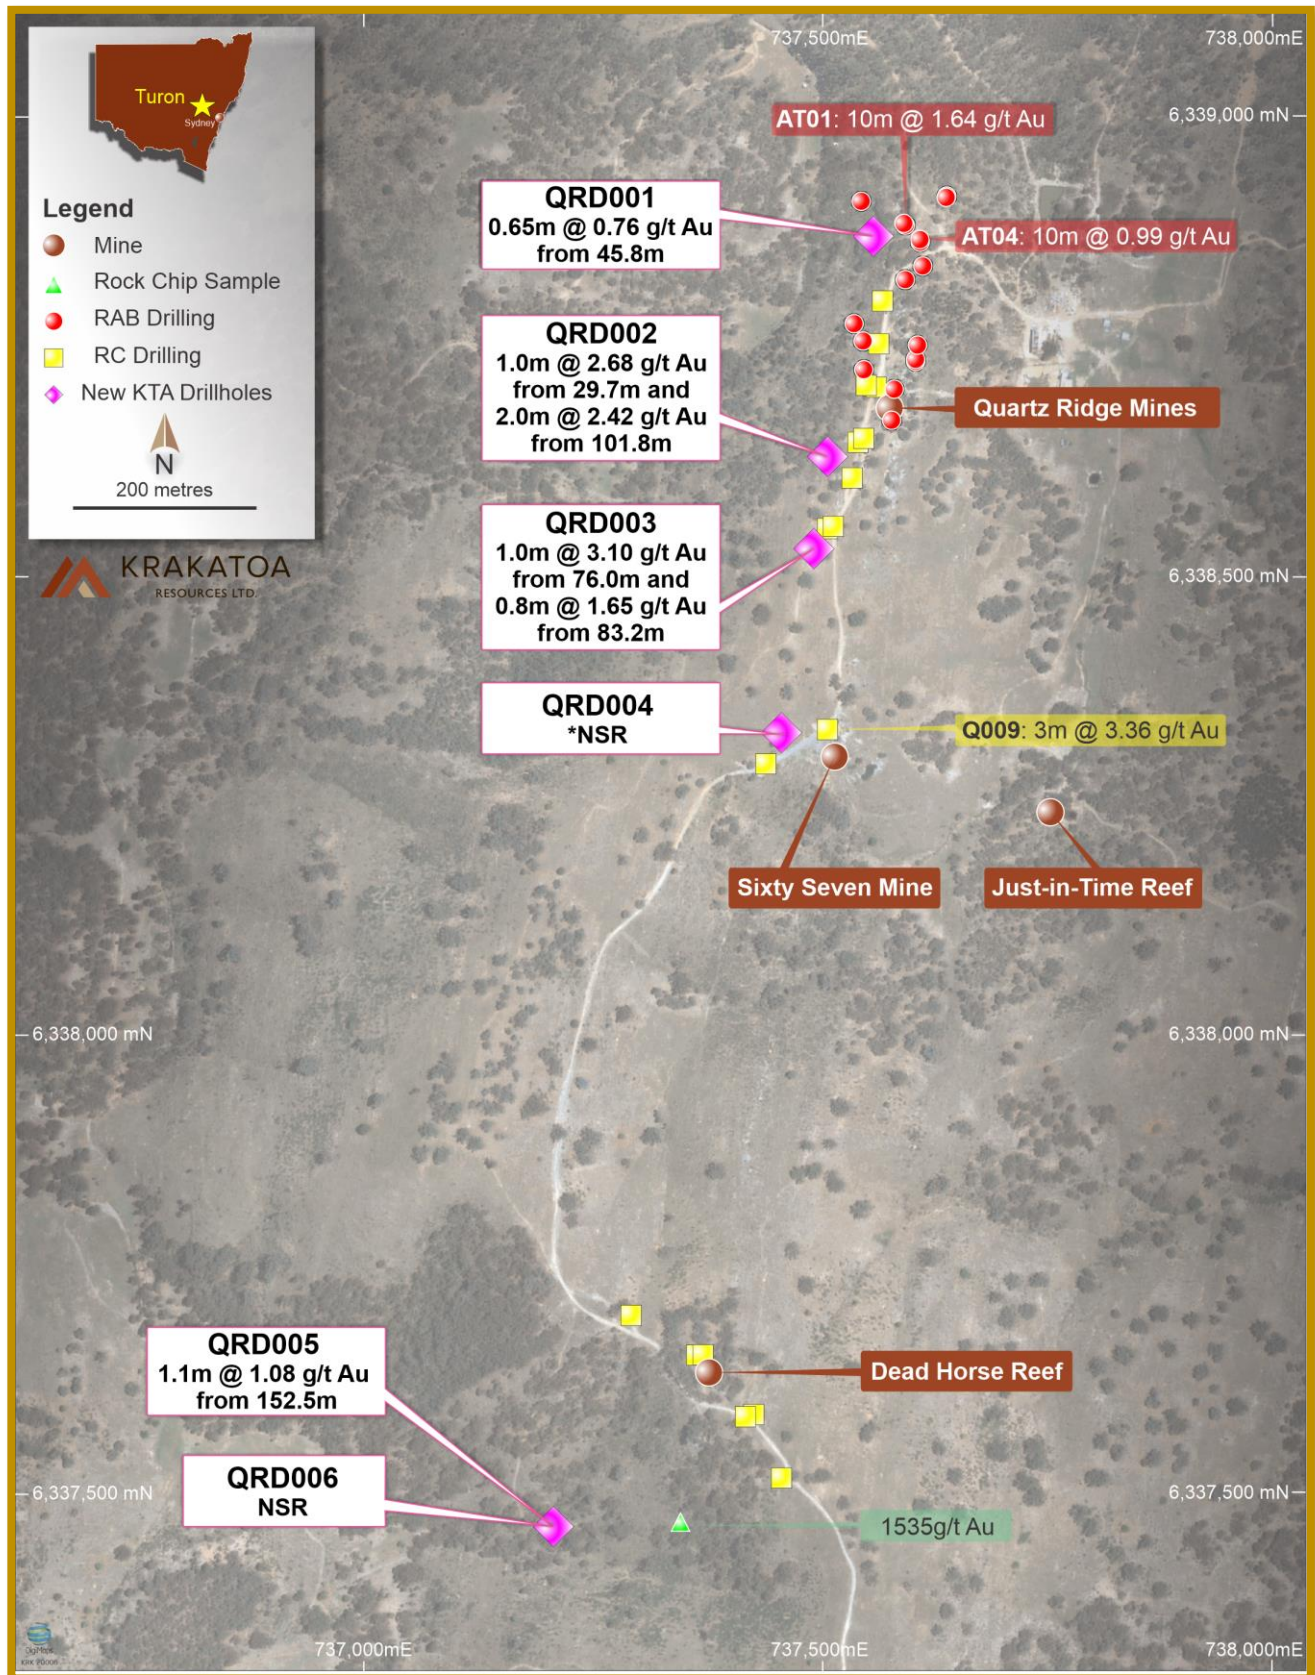 737,500mE
738,000mE
Turon
Sydney
6,339,000 mN
AT01: 10m @ 1.64 g/t Au
Legend
Mine
Rock Chip Sample
RAB Drilling
RC Drilling
New KTA Drillholes
N
200 metres
KRAKATOA
RESOURCES LTD.
QRD001
0.65m @ 0.76 g/t Au
from 45.8m
AT04: 10m @ 0.99 g/t Au
QRD002
1.0m @ 2.68 g/t Au
from 29.7m and
2.0m @ 2.42 g/t Au
from 101.8m
Quartz Ridge Mines
QRD003
1.0m @ 3.10 g/t Au
from 76.0m and
0.8m @ 1.65 g/t Au
from 83.2m
6,338,500 mN
QRD004
*NSR
Q009: 3m @ 3.36 g/t Au
Sixty Seven Mine
Just-in-Time Reef
6,338,000 mN
6,338,000 mN
QRD005
1.1m @ 1.08 g/t Au
from 152.5m
Dead Horse Reef
QRD006
NSR
6,337,500 mN
6,337,500 mN
1535g/t Au
737,000mE
737,500mE
738,000mE